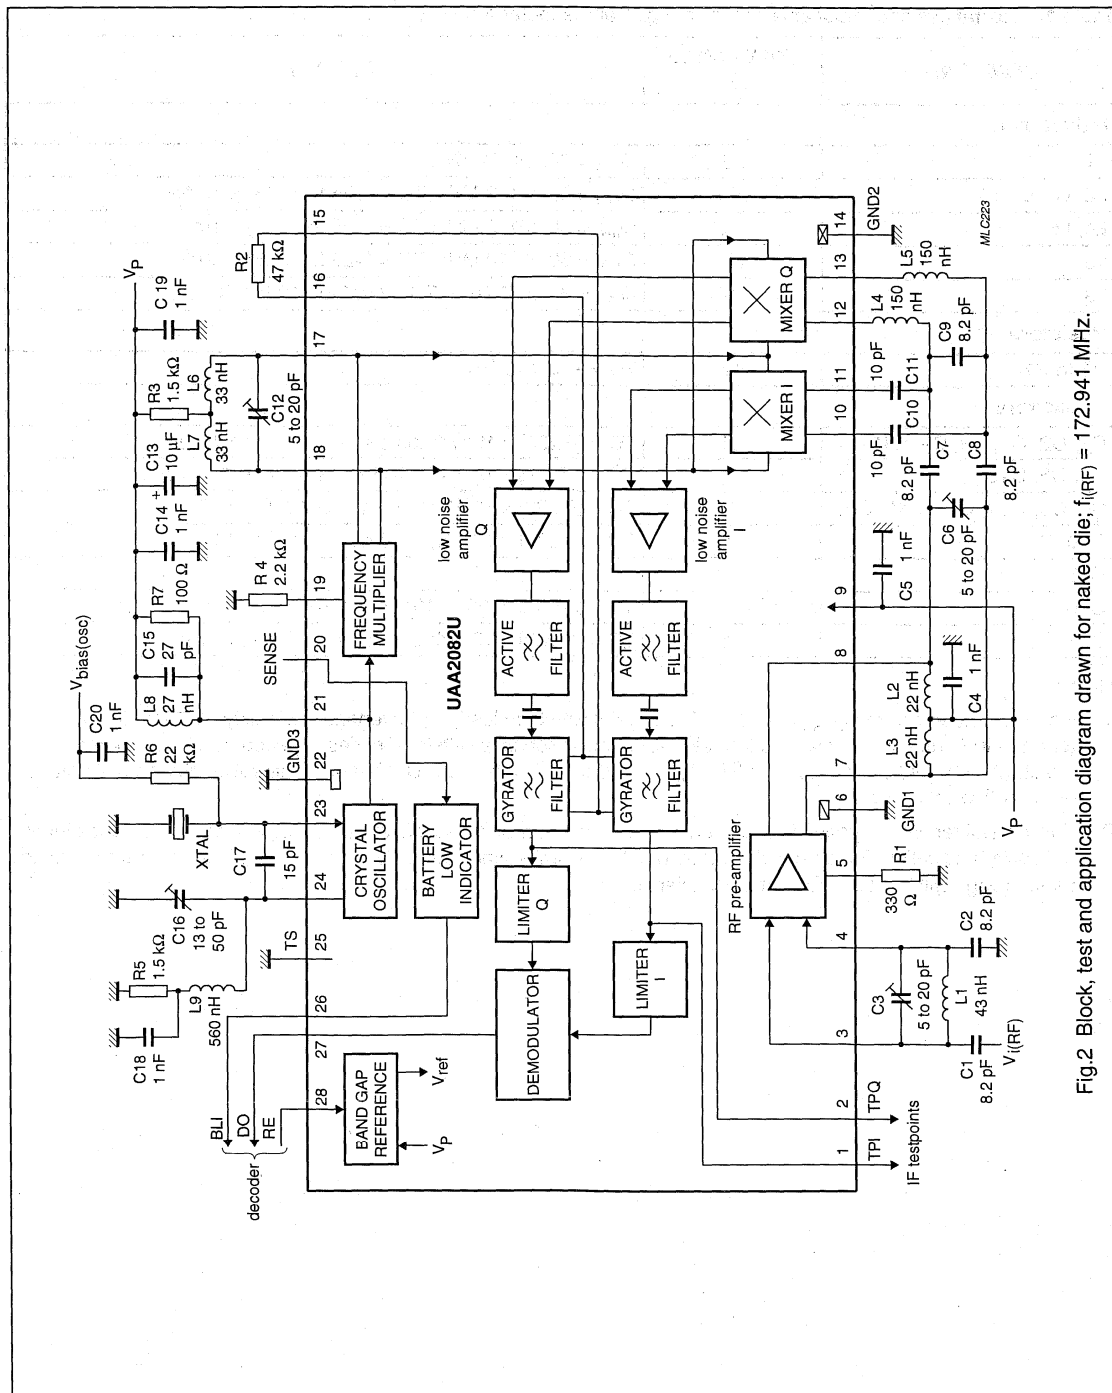 V_P
C 19
1 nF
R3
1.5 kΩ
L6
33 nH
C12
5 to 20 pF
L7
33 nH
C13
10 µF
+
C14
1 nF
R7
100 Ω
C15
27
pF
L8
27
nH
V_bias(osc)
C20
1 nF
R6
22
kΩ
XTAL
C17
15 pF
C16
13 to
50 pF
R5
1.5 kΩ
L9
560 nH
C18
1 nF
R 4
2.2 kΩ
R2
47 kΩ
SENSE
GND3
TS
BLI
DO
RE
decoder
28
27
26
25
24
23
22
21
20
19
18
17
16
15
BAND GAP
REFERENCE
V_P
V_ref
CRYSTAL
OSCILLATOR
BATTERY
LOW
INDICATOR
FREQUENCY
MULTIPLIER
UAA2082U
DEMODULATOR
LIMITER
Q
GYRATOR
FILTER
ACTIVE
FILTER
low noise
amplifier
Q
LIMITER
I
GYRATOR
FILTER
ACTIVE
FILTER
low noise
amplifier
I
MIXER Q
MIXER I
RF pre-amplifier
1
2
3
4
5
6
7
8
9
10
11
12
13
14
TPI
TPQ
IF testpoints
C1
8.2 pF
V_i(RF)
C3
5 to 20 pF
L1
43 nH
C2
8.2 pF
330
Ω
R1
GND1
V_P
L3
22 nH
L2
22 nH
C4
1 nF
C5
1 nF
C6
5 to 20 pF
C7
8.2 pF
C8
8.2 pF
10 pF
C10
10 pF
C11
C9
8.2 pF
L4
150
nH
L5
150
nH
GND2
MLC223
Fig.2 Block, test and application diagram drawn for naked die; f_i(RF) = 172.941 MHz.